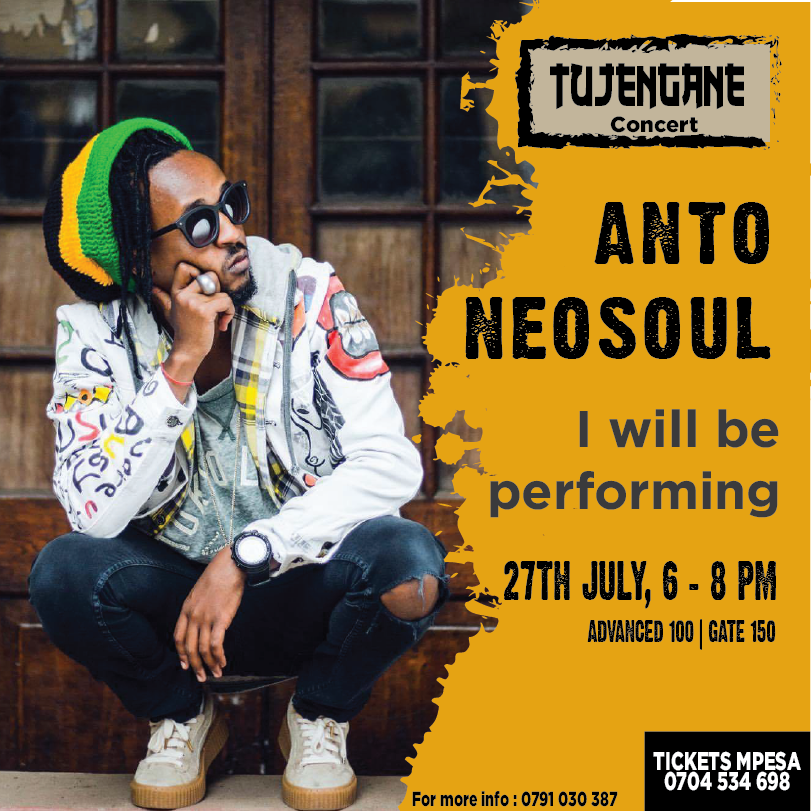 TUJENGANE
Concert
ANTO
NEOSOUL
I will be
performing
27TH JULY, 6 - 8 PM
ADVANCED 100 | GATE 150
TICKETS MPESA
0704 534 698
For more info : 0791 030 387